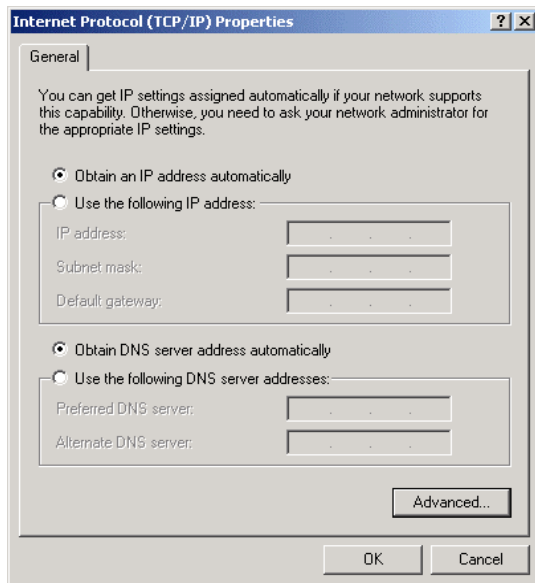 Internet Protocol (TCP/IP) Properties
General
You can get IP settings assigned automatically if your network supports
this capability. Otherwise, you need to ask your network administrator for
the appropriate IP settings.
Obtain an IP address automatically
Use the following IP address:
IP address:
Subnet mask:
Default gateway:
Obtain DNS server address automatically
Use the following DNS server addresses:
Preferred DNS server:
Alternate DNS server:
Advanced...
OK Cancel